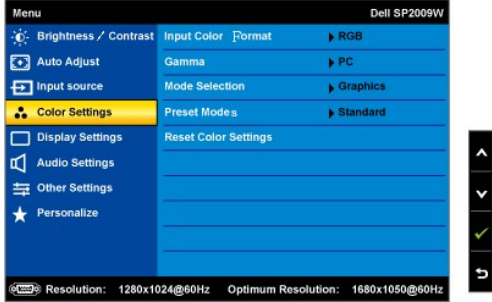 Menu Dell SP2009W
Brightness / Contrast Input Color Format RGB
Auto Adjust Gamma PC
Input source Mode Selection Graphics
Color Settings Preset Modes Standard
Display Settings Reset Color Settings
Audio Settings
Other Settings
Personalize
Resolution: 1280x1024@60Hz Optimum Resolution: 1680x1050@60Hz